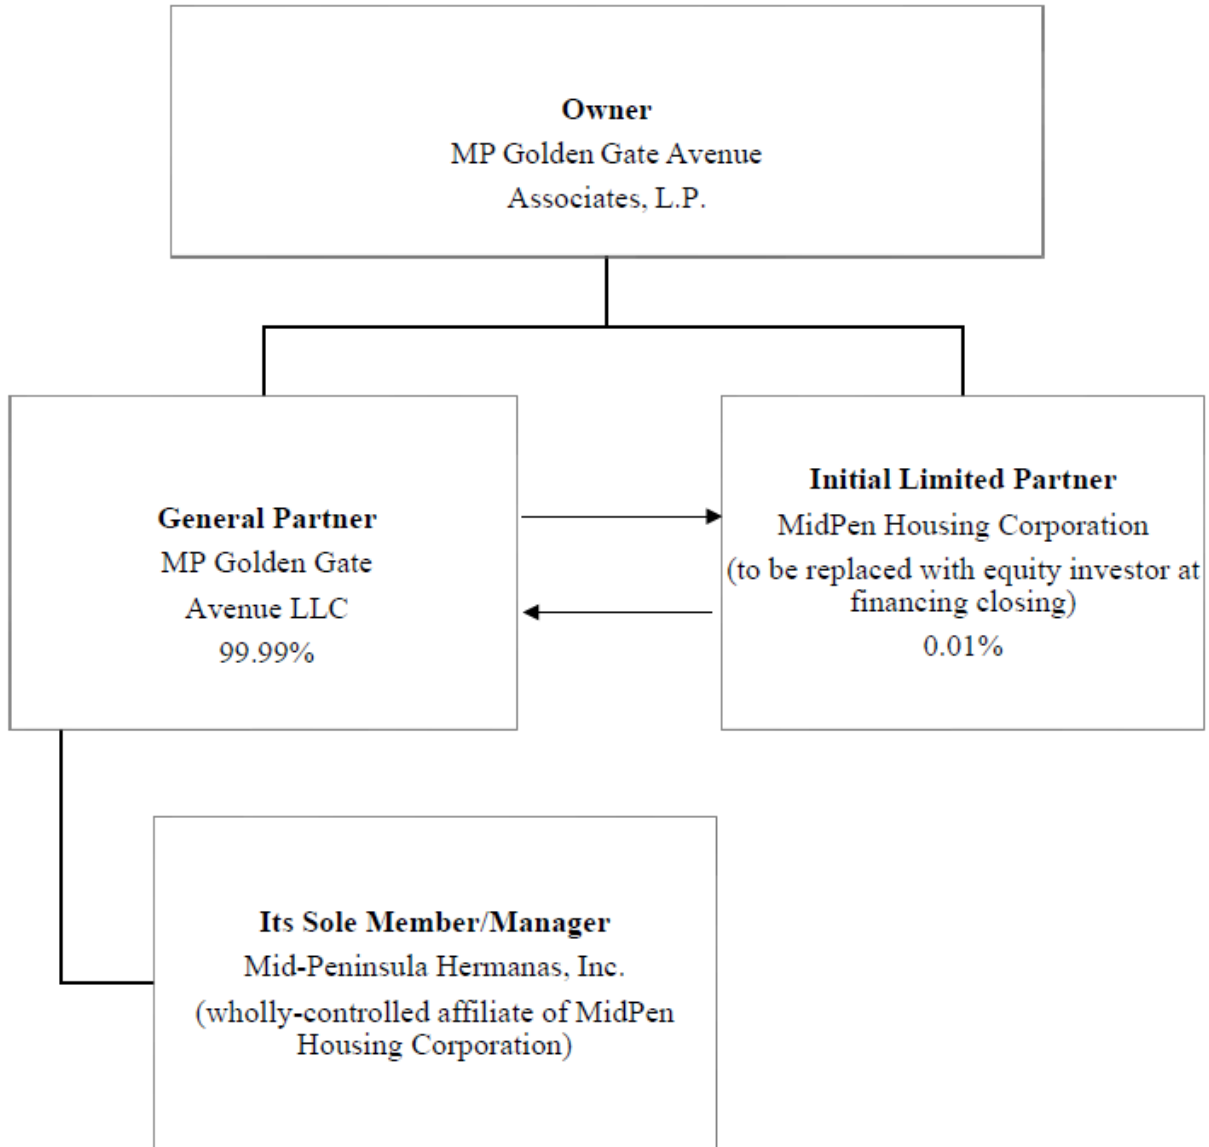 Owner
MP Golden Gate Avenue
Associates, L.P.
General Partner
MP Golden Gate
Avenue LLC
99.99%
Initial Limited Partner
MidPen Housing Corporation
(to be replaced with equity investor at
financing closing)
0.01%
Its Sole Member/Manager
Mid-Peninsula Hermanas, Inc.
(wholly-controlled affiliate of MidPen
Housing Corporation)